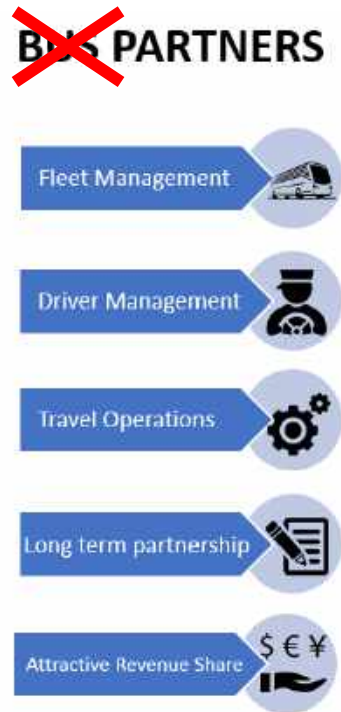 BUS PARTNERS
Fleet Management
Driver Management
Travel Operations
Long term partnership
Attractive Revenue Share
$ € ¥